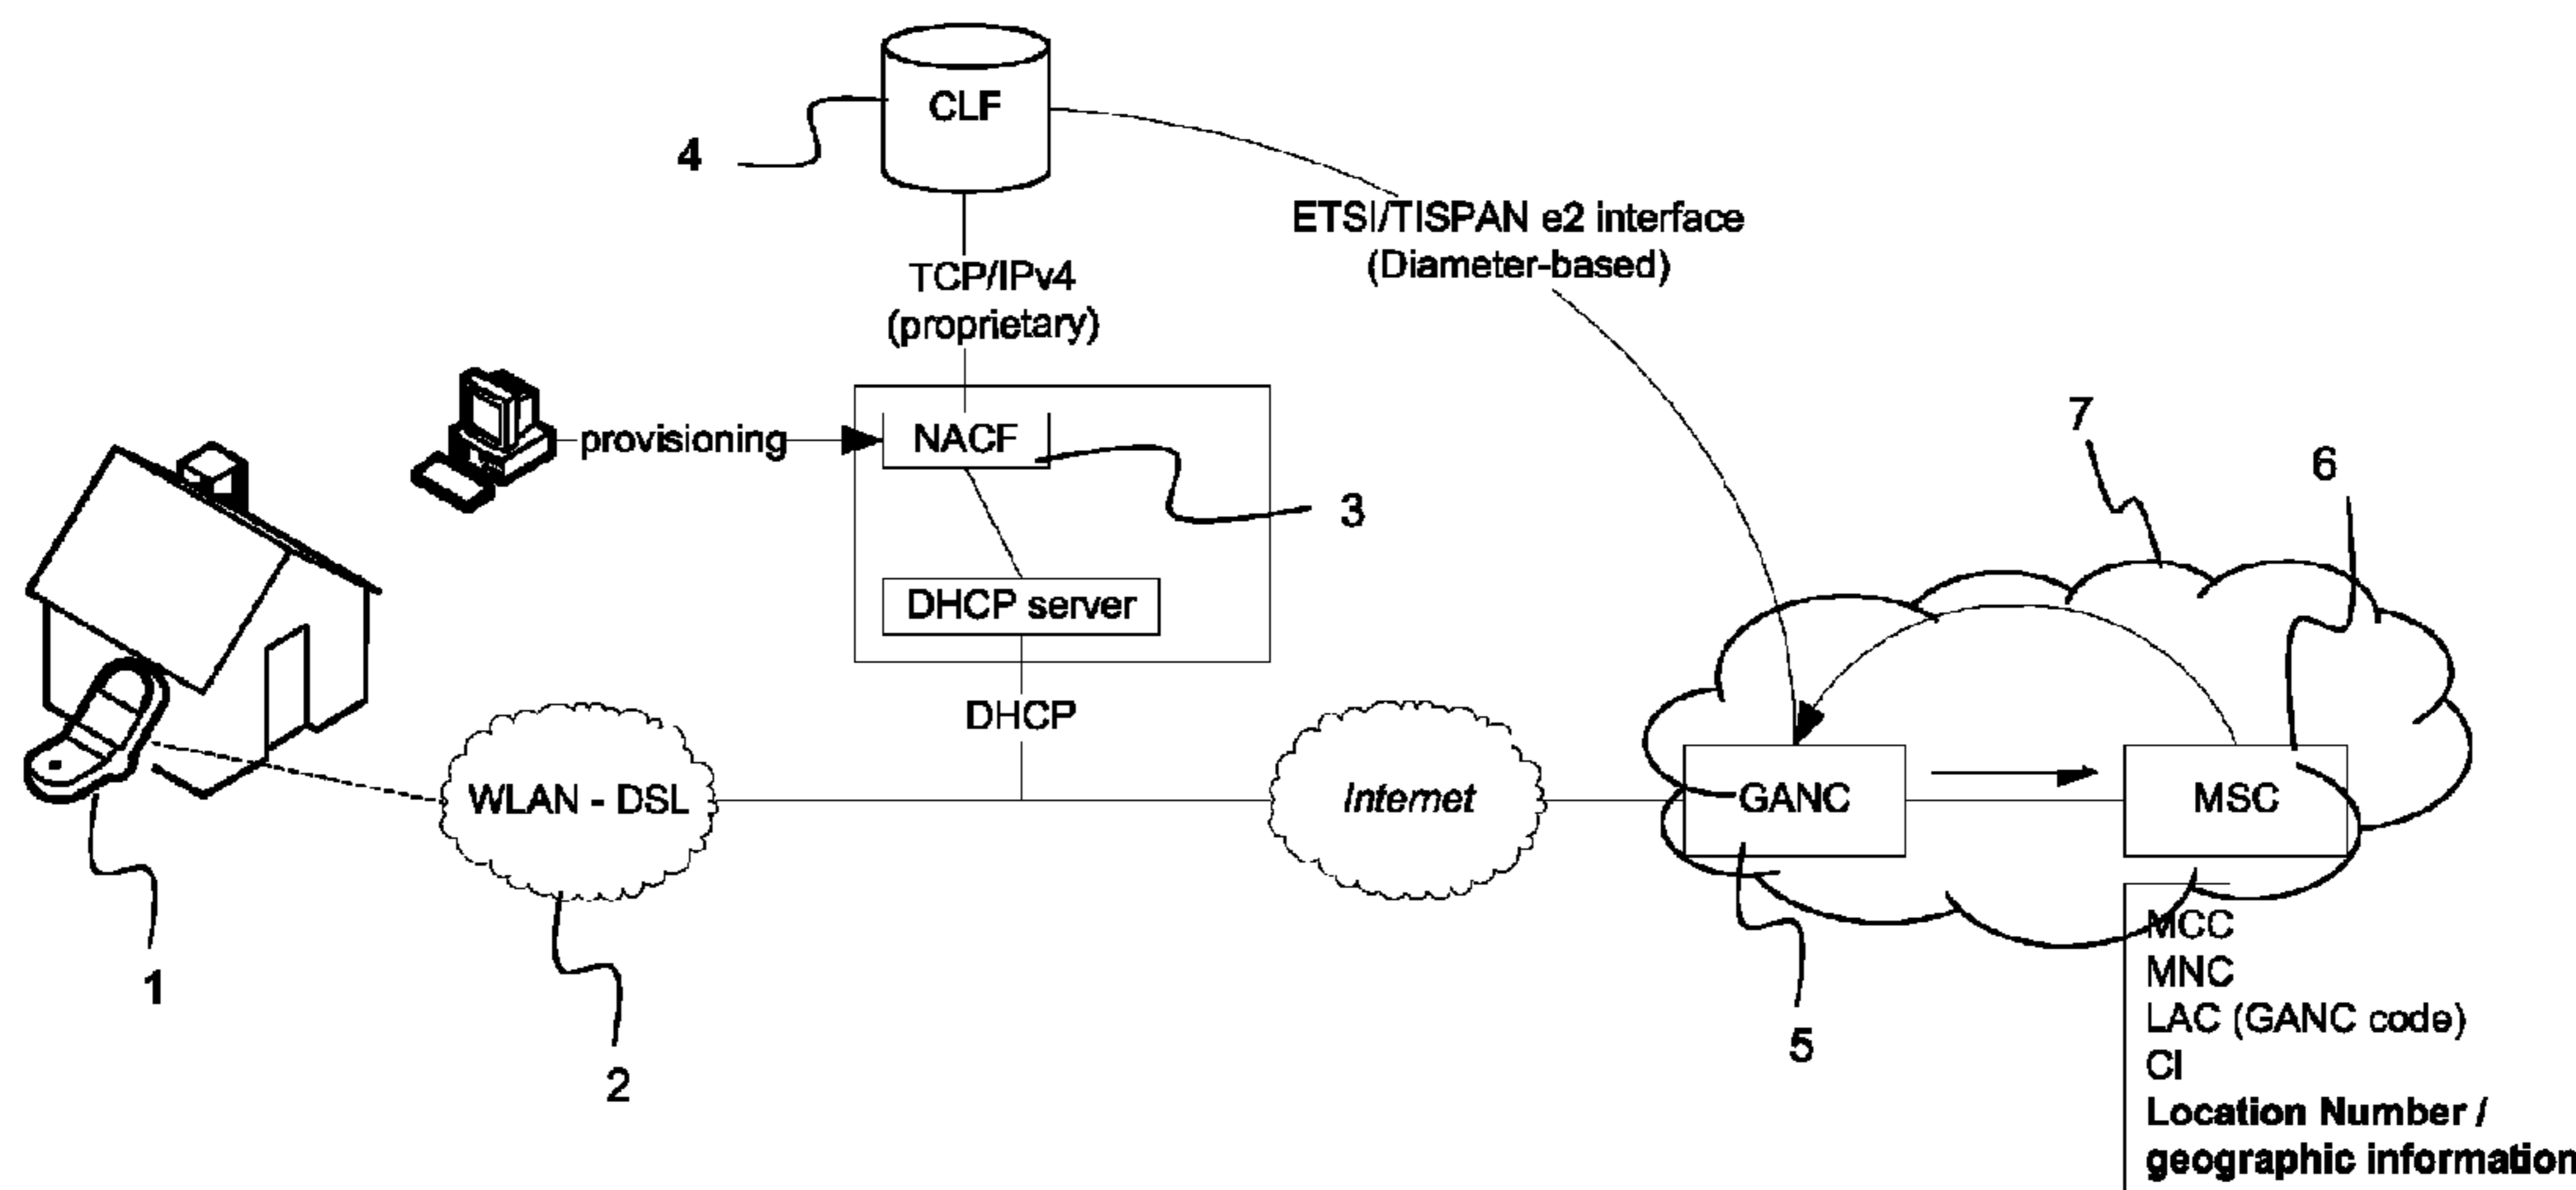 CLF
4
ETSI/TISPAN e2 interface
(Diameter-based)
TCP/IPv4
(proprietary)
provisioning
NACF
3
7
6
DHCP server
DHCP
WLAN - DSL
Internet
GANC
MSC
1
2
5
MCC
MNC
LAC (GANC code)
CI
Location Number /
geographic information